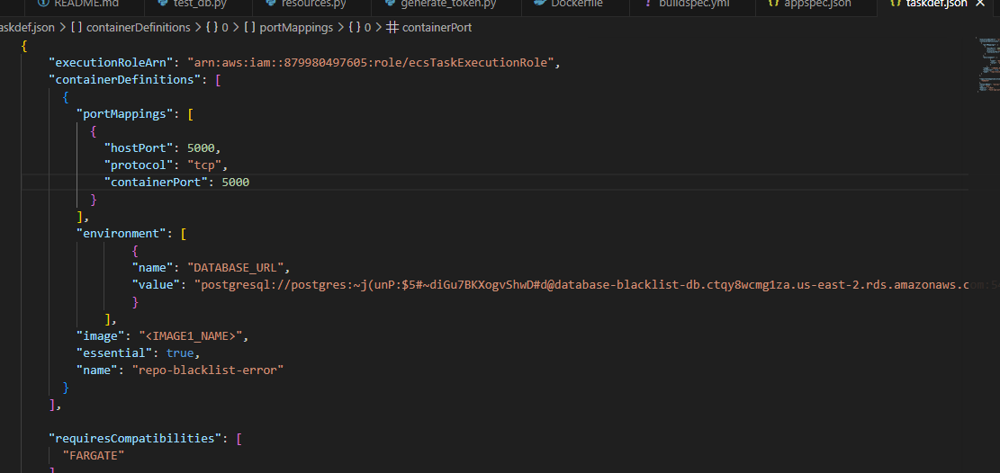 README.md test_db.py resources.py generate_token.py Dockerfile buildspec.yml appspec.json taskdef.json
askdef.json > [ ] containerDefinitions > { } 0 > [ ] portMappings > { } 0 > containerPort
{
"executionRoleArn": "arn:aws:iam::879980497605:role/ecsTaskExecutionRole",
"containerDefinitions": [
{
"portMappings": [
{
"hostPort": 5000,
"protocol": "tcp",
"containerPort": 5000
}
],
"environment": [
{
"name": "DATABASE_URL",
"value": "postgresql://postgres:~j(unP:$5#~diGu7BKXogvShwD#d@database-blacklist-db.ctqy8wcmg1za.us-east-2.rds.amazonaws.com:5
}
],
"image": "<IMAGE1_NAME>",
"essential": true,
"name": "repo-blacklist-error"
}
],
"requiresCompatibilities": [
"FARGATE"
]